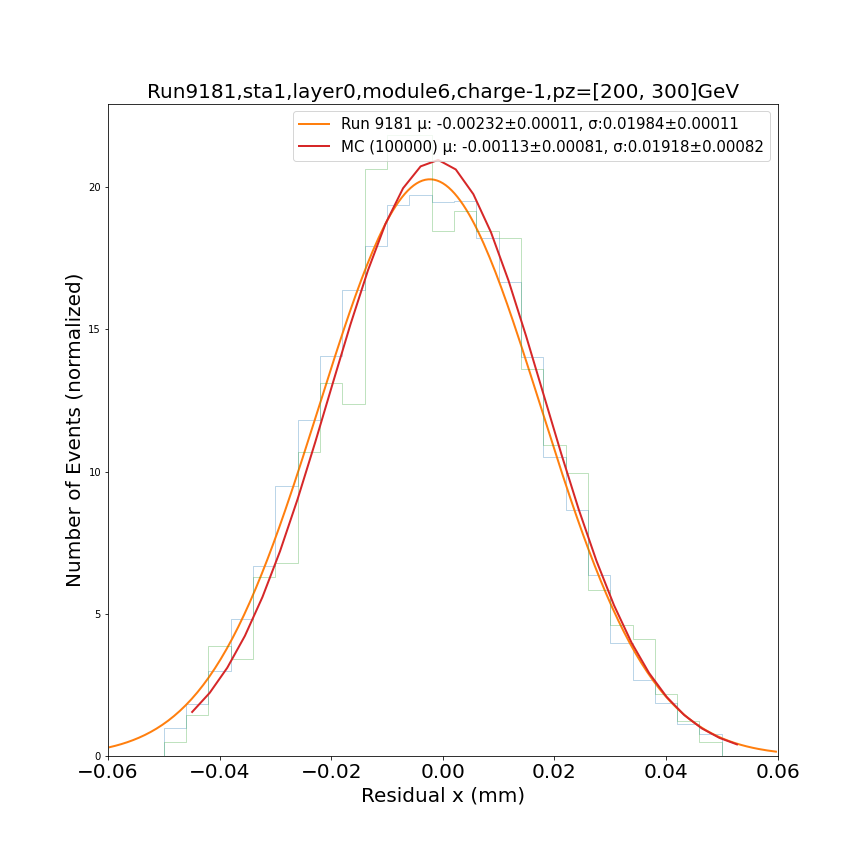 Run9181,sta1,layer0,module6,charge-1,pz=[200, 300]GeV
Run 9181 μ: -0.00232±0.00011, σ:0.01984±0.00011
MC (100000) μ: -0.00113±0.00081, σ:0.01918±0.00082
Number of Events (normalized)
20
15
10
5
0
−0.06 −0.04 −0.02 0.00 0.02 0.04 0.06
Residual x (mm)